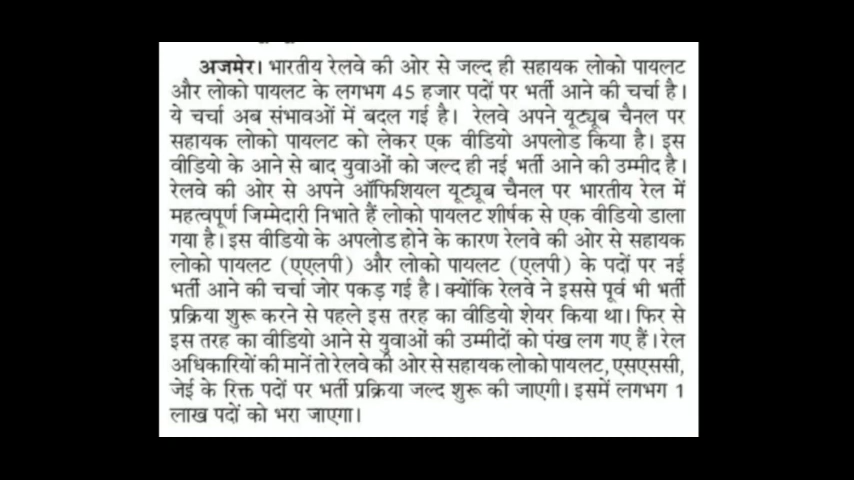 अजमेर। भारतीय रेलवे की ओर से जल्द ही सहायक लोको पायलट
और लोको पायलट के लगभग 45 हजार पदों पर भर्ती आने की चर्चा है।
ये चर्चा अब संभावओं में बदल गई है। रेलवे अपने यूट्यूब चैनल पर
सहायक लोको पायलट को लेकर एक वीडियो अपलोड किया है। इस
वीडियो के आने से बाद युवाओं को जल्द ही नई भर्ती आने की उम्मीद है।
रेलवे की ओर से अपने ऑफिशियल यूट्यूब चैनल पर भारतीय रेल में
महत्वपूर्ण जिम्मेदारी निभाते हैं लोको पायलट शीर्षक से एक वीडियो डाला
गया है। इस वीडियो के अपलोड होने के कारण रेलवे की ओर से सहायक
लोको पायलट (एएलपी) और लोको पायलट (एलपी) के पदों पर नई
भर्ती आने की चर्चा जोर पकड़ गई है। क्योंकि रेलवे ने इससे पूर्व भी भर्ती
प्रक्रिया शुरू करने से पहले इस तरह का वीडियो शेयर किया था। फिर से
इस तरह का वीडियो आने से युवाओं की उम्मीदों को पंख लग गए हैं। रेल
अधिकारियों की मानें तो रेलवे की ओर से सहायक लोको पायलट, एसएससी,
जेई के रिक्त पदों पर भर्ती प्रक्रिया जल्द शुरू की जाएगी। इसमें लगभग 1
लाख पदों को भरा जाएगा।